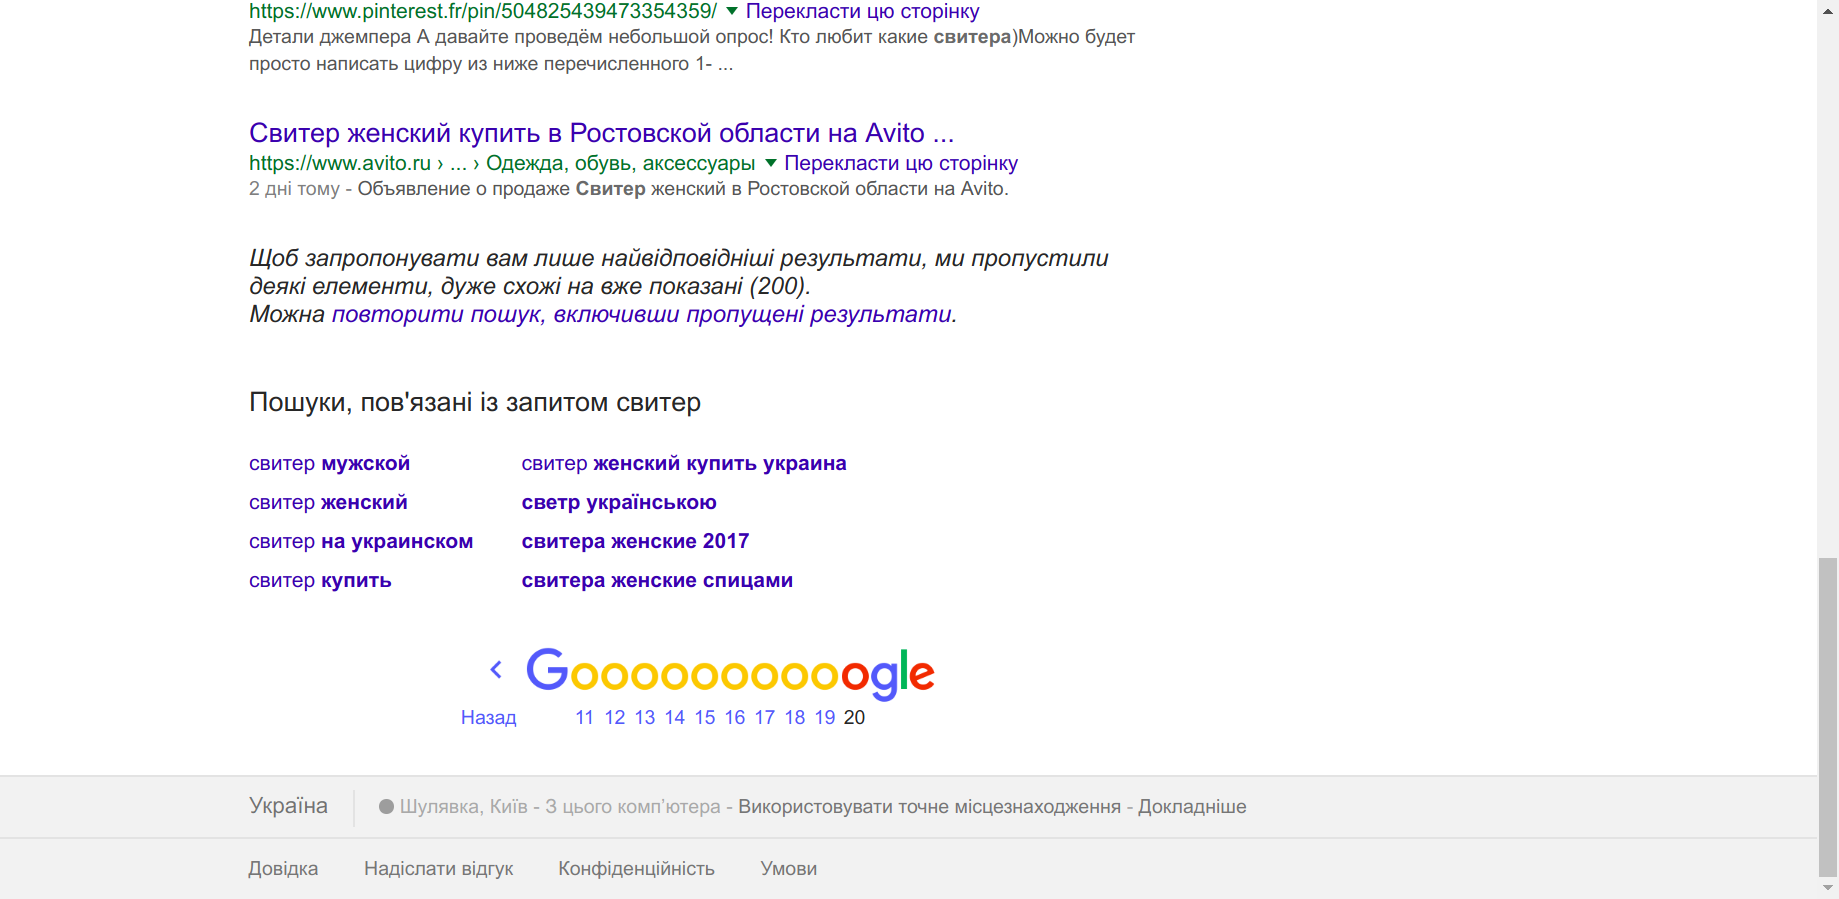 https://www.pinterest.fr/pin/504825439473354359/ Перекласти цю сторінку
Детали джемпера А давайте проведём небольшой опрос! Кто любит какие свитера)Можно будет
просто написать цифру из ниже перечисленного 1- ...
Свитер женский купить в Ростовской области на Avito ...
https://www.avito.ru › ... › Одежда, обувь, аксессуары Перекласти цю сторінку
2 дні тому - Объявление о продаже Свитер женский в Ростовской области на Avito.
Щоб запропонувати вам лише найвідповідніші результати, ми пропустили
деякі елементи, дуже схожі на вже показані (200).
Можна повторити пошук, включивши пропущені результати.
Пошуки, пов'язані із запитом свитер
свитер мужской свитер женский купить украина
свитер женский светр українською
свитер на украинском свитера женские 2017
свитер купить свитера женские спицами
Goooooooooogle
Назад 11 12 13 14 15 16 17 18 19 20
Україна Шулявка, Київ - З цього комп’ютера - Використовувати точне місцезнаходження - Докладніше
Довідка Надіслати відгук Конфіденційність Умови